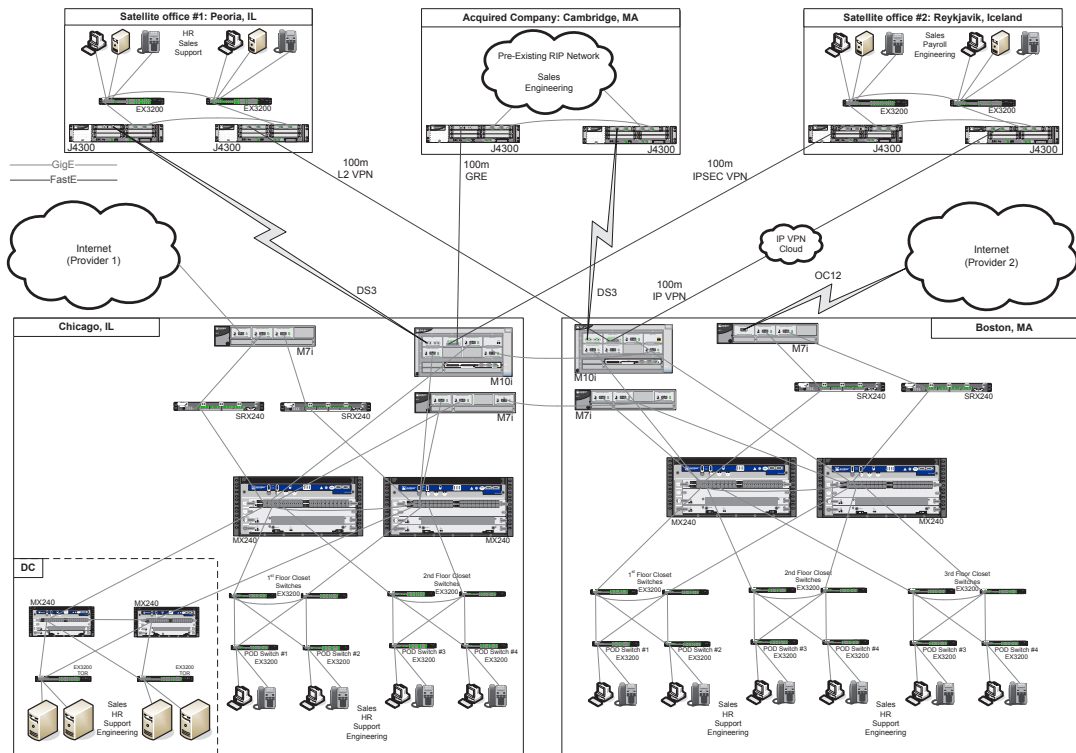 Satellite office #1: Peoria, IL
HR
Sales
Support
EX3200
EX3200
J4300
J4300
Acquired Company: Cambridge, MA
Pre-Existing RIP Network
Sales
Engineering
J4300
J4300
Satellite office #2: Reykjavik, Iceland
Sales
Payroll
Engineering
EX3200
EX3200
J4300
J4300
GigE
FastE
100m
L2 VPN
100m
GRE
100m
IPSEC VPN
Internet
(Provider 1)
IP VPN
Cloud
Internet
(Provider 2)
DS3
DS3
100m
IP VPN
OC12
Chicago, IL
M7i
M10i
M7i
SRX240
SRX240
MX240
MX240
DC
MX240
MX240
EX3200
TOR
EX3200
TOR
Sales
HR
Support
Engineering
1st Floor Closet
Switches
EX3200
2nd Floor Closet
Switches
EX3200
POD Switch #1
EX3200
POD Switch #2
EX3200
POD Switch #3
EX3200
POD Switch #4
EX3200
Sales
HR
Support
Engineering
Boston, MA
M10i
M7i
M7i
SRX240
SRX240
MX240
MX240
1st Floor Closet
Switches
EX3200
2nd Floor Closet
Switches
EX3200
3rd Floor Closet
Switches
EX3200
POD Switch #1
EX3200
POD Switch #2
EX3200
POD Switch #3
EX3200
POD Switch #4
EX3200
POD Switch #3
EX3200
POD Switch #4
EX3200
Sales
HR
Support
Engineering
Sales
HR
Support
Engineering